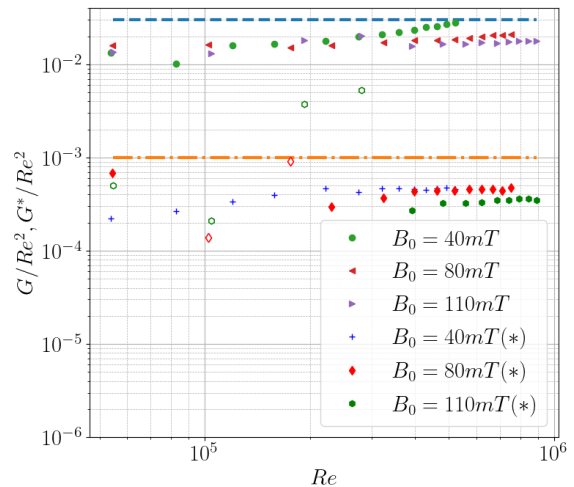 10⁻²
10⁻³
10⁻⁴
10⁻⁵
10⁻⁶
G/Re², G*/Re²
B₀ = 40mT
B₀ = 80mT
B₀ = 110mT
B₀ = 40mT(∗)
B₀ = 80mT(∗)
B₀ = 110mT(∗)
10⁵
10⁶
Re